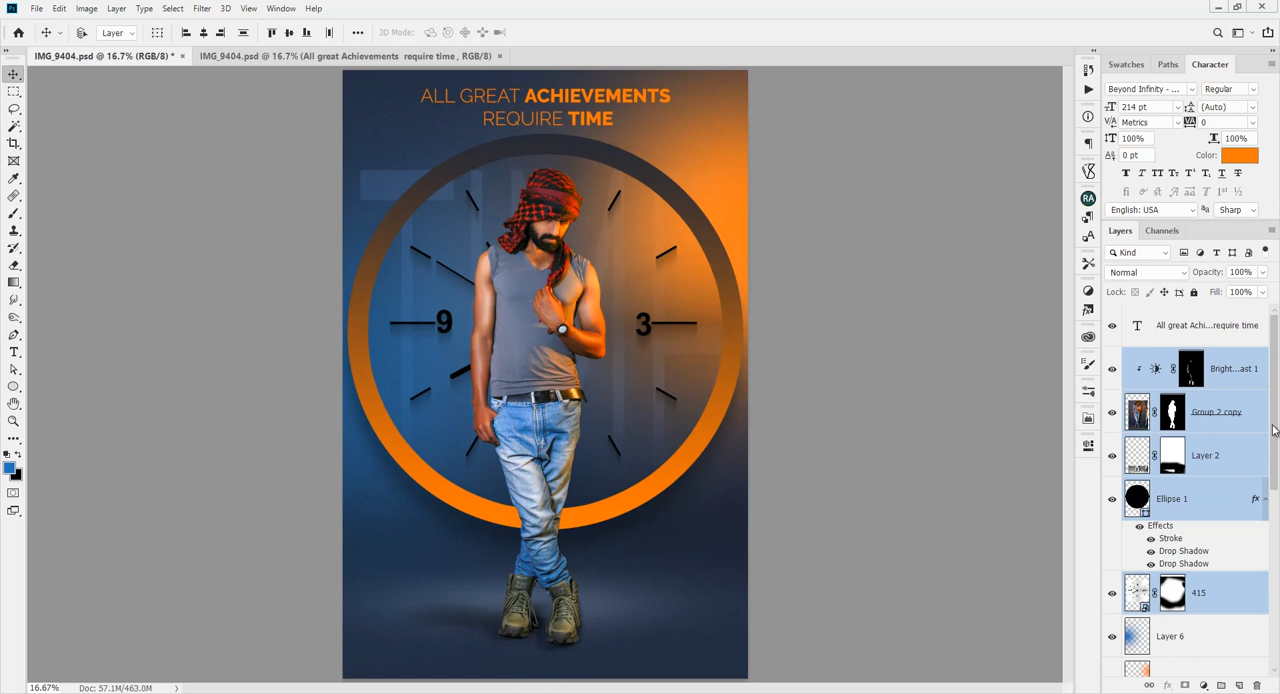 Ps File Edit Image Layer Type Select Filter 3D View Window Help
Layer 3D Mode:
IMG_9404.psd @ 16.7% (RGB/8) * × IMG_9404.psd @ 16.7% (All great Achievements require time, RGB/8) ×
ALL GREAT ACHIEVEMENTS
REQUIRE TIME
TIME
9
3
Swatches Paths Character
Beyond Infinity - ... Regular
214 pt (Auto)
Metrics 0
100% 100%
0 pt Color:
English: USA Sharp
RA
Layers Channels
Kind
Normal Opacity: 100%
Lock: Fill: 100%
All great Achi...require time
Bright...ast 1
Group 2 copy
Layer 2
Ellipse 1 fx
Effects
Stroke
Drop Shadow
Drop Shadow
415
Layer 6
16.67% Doc: 57.1M/463.0M